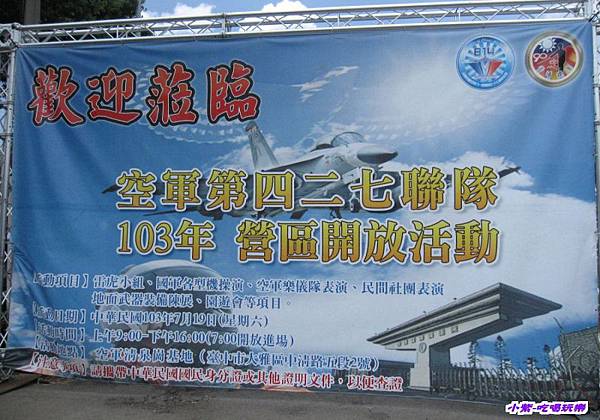 歡迎蒞臨
空軍第四二七聯隊
103年 營區開放活動
動項目】雷虎小組、國軍各型機操演、空軍樂儀隊表演、民間社團表演
地面武器裝備陳展、園遊會等項目。
日期】中華民國103年7月19日(星期六)
時間】上午9:00-下午16:00(7:00開放進場)
空軍清泉崗基地(臺中市大雅區中清路五段2號)
【注意 請攜帶中華民國國民身分證或其他證明文件，以便查證
小紫-吃喝玩樂